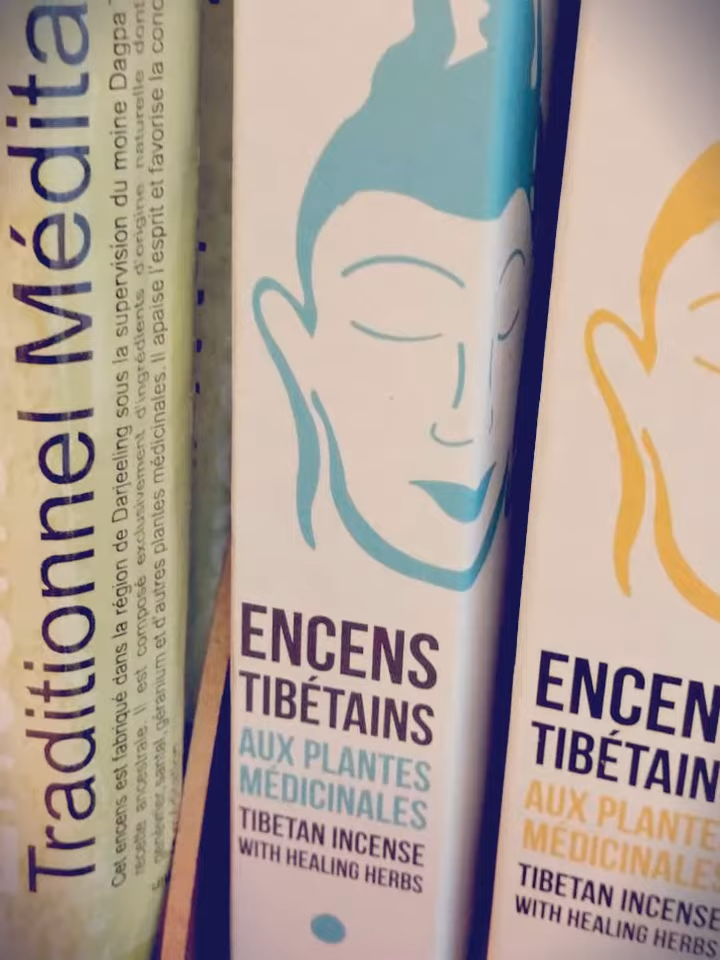 Traditionnel Médita
Cet encens est fabriqué dans la région de Darjeeling sous la supervision du moine Dagpa
recette ancestrale. Il est composé exclusivement d'ingrédients d'origine naturelle dont
genévrier, santal, géranium et d'autres plantes médicinales. Il apaise l'esprit et favorise la conc
ENCENS
TIBÉTAINS
AUX PLANTES
MÉDICINALES
TIBETAN INCENSE
WITH HEALING HERBS
ENCEN
TIBÉTAIN
AUX PLANTE
MÉDICINALES
TIBETAN INCENSE
WITH HEALING HERBS